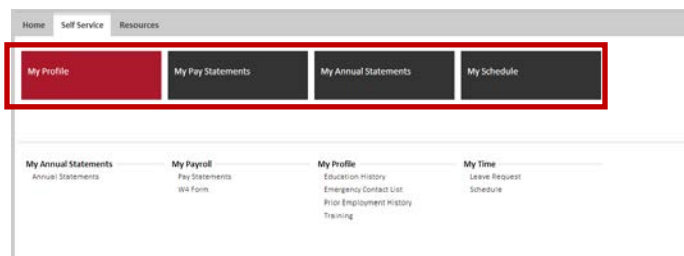 Home Self Service Resources
My Profile My Pay Statements My Annual Statements My Schedule
My Annual Statements My Payroll My Profile My Time
Annual Statements Pay Statements Education History Leave Request
W4 Form Emergency Contact List Schedule
Prior Employment History
Training